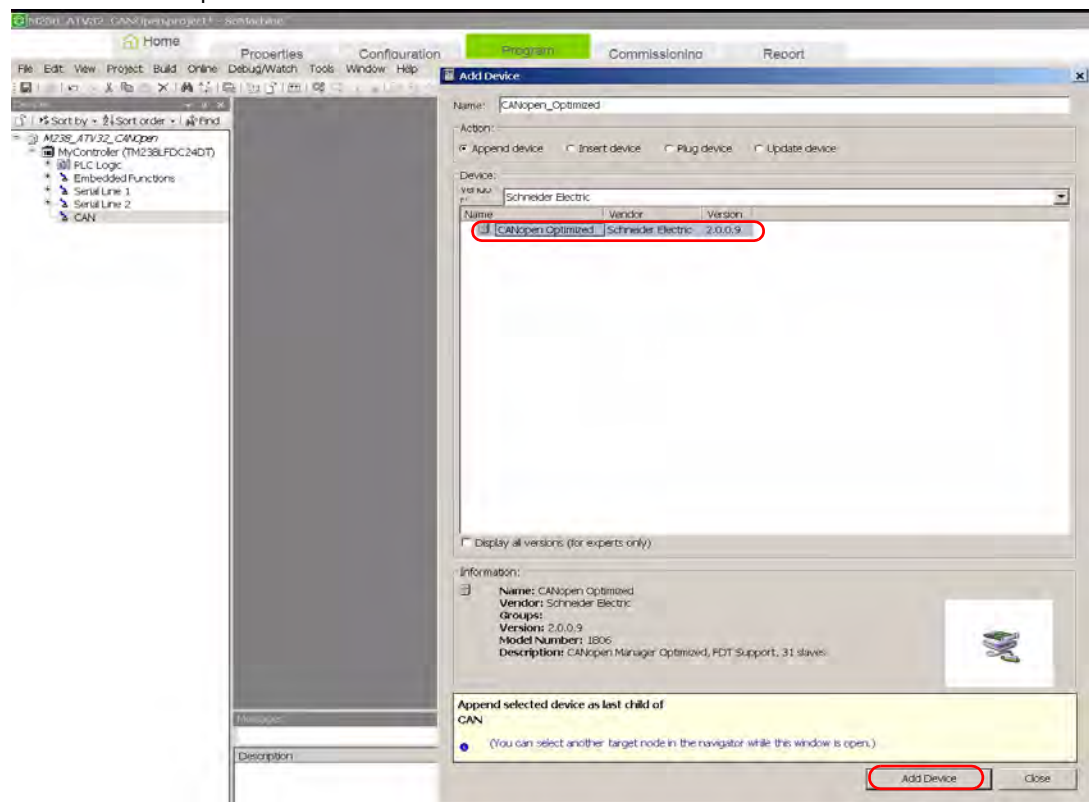 M238_ATV32_CANOpen.project* - SoMachine
Home
Properties
Configuration
Program
Commissioning
Report
File Edit View Project Build Online Debug/Watch Tools Window Help
Sort by Sort order Find
M238_ATV32_CANOpen
MyController (TM238LFDC24DT)
PLC Logic
Embedded Functions
Serial Line 1
Serial Line 2
CAN
Messages
Description
Add Device
Name: CANopen_Optimized
Action:
Append device Insert device Plug device Update device
Device:
Schneider Electric
Name Vendor Version
CANopen Optimized Schneider Electric 2.0.0.9
Display all versions (for experts only)
Information:
Name: CANopen Optimized
Vendor: Schneider Electric
Groups:
Version: 2.0.0.9
Model Number: 1806
Description: CANopen Manager Optimized, FDT Support, 31 slaves
Append selected device as last child of
CAN
(You can select another target node in the navigator while this window is open.)
Add Device
Close